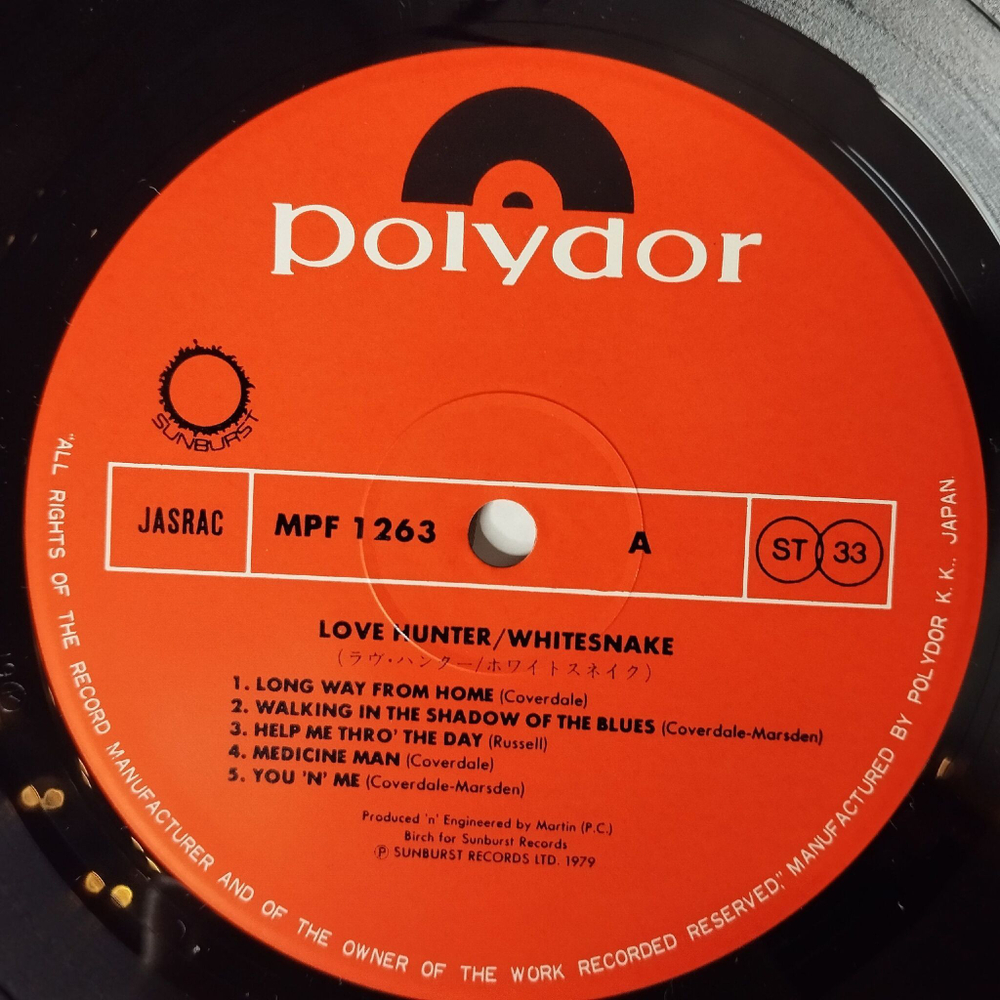 polydor
SUNBURST
JASRAC
MPF 1263
A
ST 33
LOVE HUNTER/WHITESNAKE
(ラヴ・ハンター/ホワイトスネイク)
1. LONG WAY FROM HOME (Coverdale)
2. WALKING IN THE SHADOW OF THE BLUES (Coverdale-Marsden)
3. HELP ME THRO' THE DAY (Russell)
4. MEDICINE MAN (Coverdale)
5. YOU 'N' ME (Coverdale-Marsden)
Produced 'n' Engineered by Martin (P.C.)
Birch for Sunburst Records
Ⓟ SUNBURST RECORDS LTD. 1979
"ALL RIGHTS OF THE RECORD MANUFACTURER AND OF THE OWNER OF THE WORK RECORDED RESERVED," MANUFACTURED BY POLYDOR K. K., JAPAN